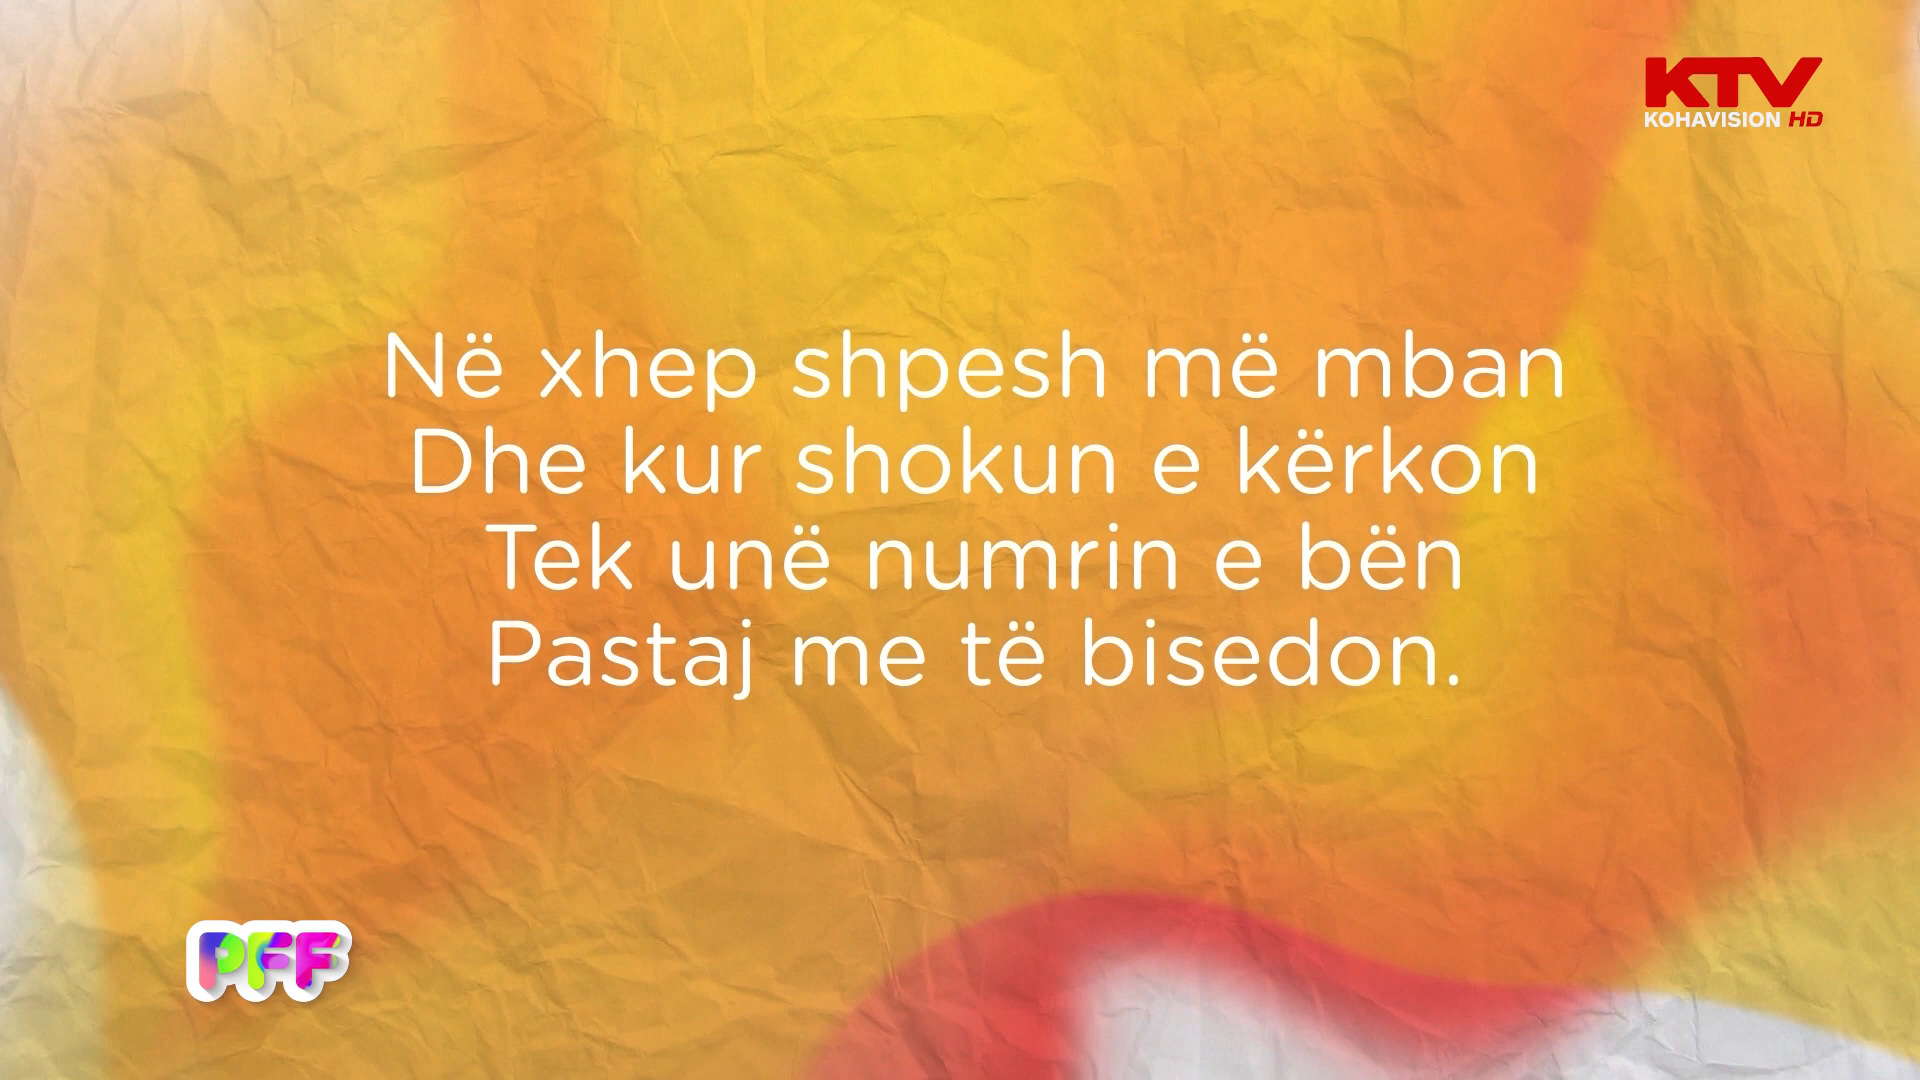 KTV
KOHAVISION HD
Në xhep shpesh më mban
Dhe kur shokun e kërkon
Tek unë numrin e bën
Pastaj me të bisedon.
PFF